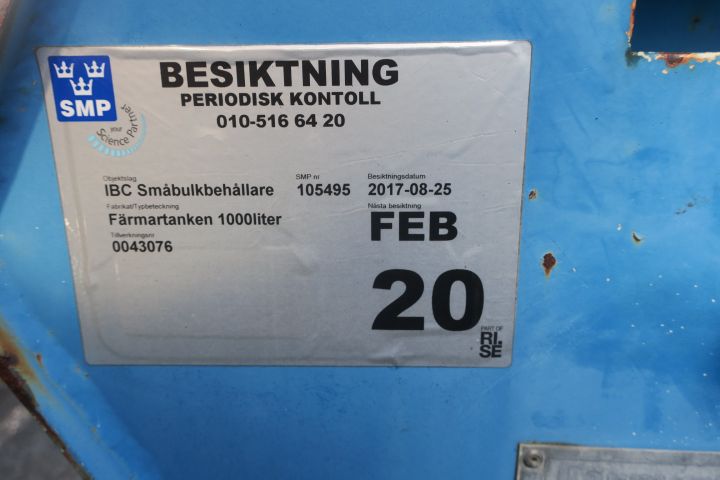 SMP
your
Science Partner
BESIKTNING
PERIODISK KONTOLL
010-516 64 20
Objektslag
IBC Småbulkbehållare
SMP nr
105495
Besiktningsdatum
2017-08-25
Fabrikat/Typbeteckning
Färmartanken 1000liter
Nästa besiktning
FEB
Tillverkningsnr
0043076
20
PART OF
RI.
SE